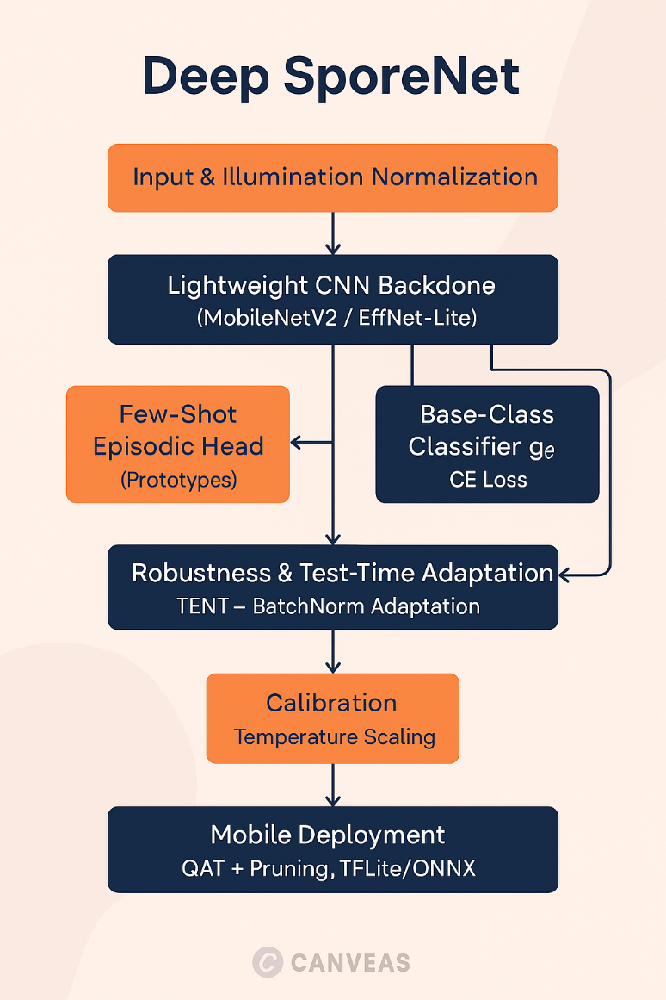 Deep SporeNet
Input & Illumination Normalization
Lightweight CNN Backdone
(MobileNetV2 / EffNet-Lite)
Few-Shot
Episodic Head
(Prototypes)
Base-Class
Classifier gₑ
CE Loss
Robustness & Test-Time Adaptation
TENT – BatchNorm Adaptation
Calibration
Temperature Scaling
Mobile Deployment
QAT + Pruning, TFLite/ONNX
C CANVEAS